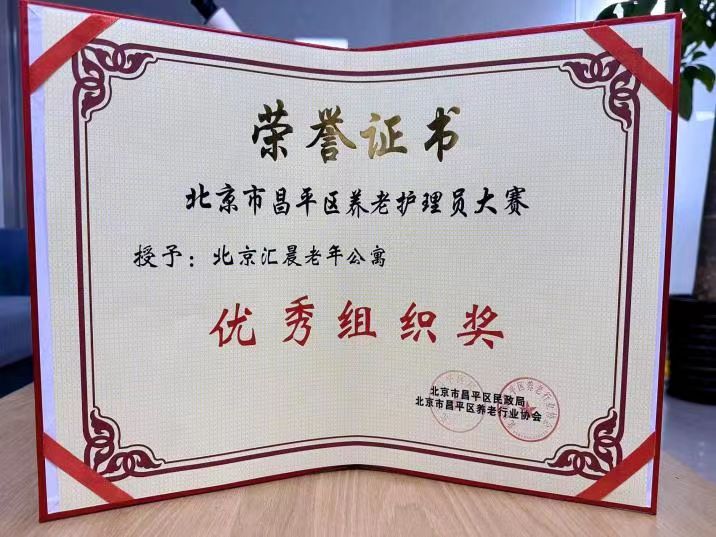 荣誉证书
北京市昌平区养老护理员大赛
授予：北京汇晨老年公寓
优秀组织奖
北京市昌平区民政局
北京市昌平区养老行业协会